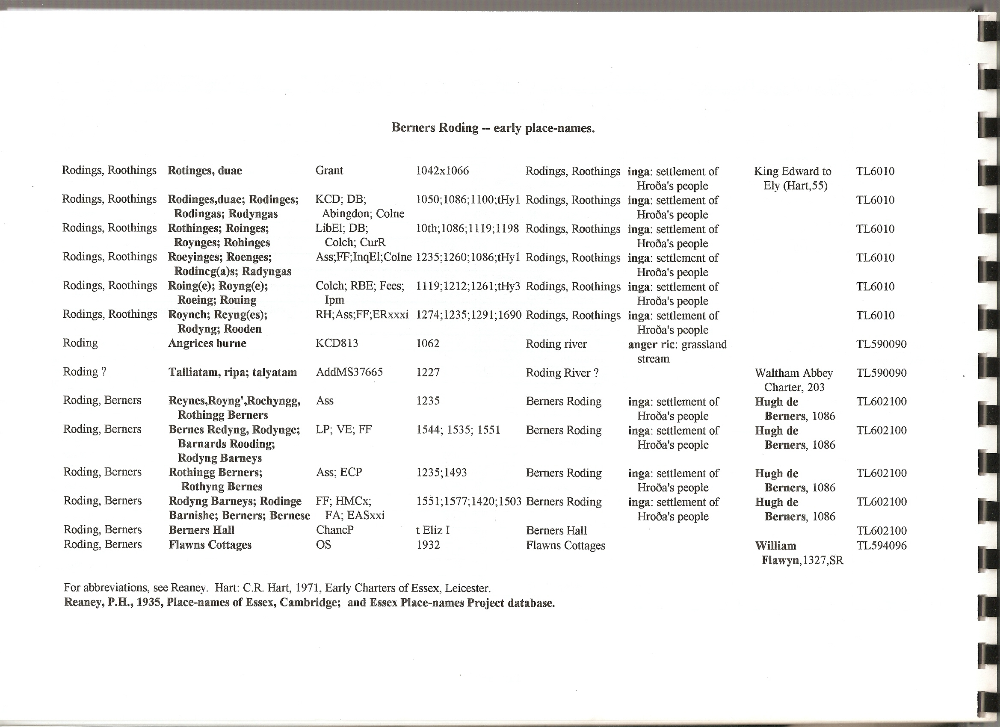 Berners Roding -- early place-names.
Rodings, Roothings Rotinges, duae Grant 1042x1066 Rodings, Roothings inga: settlement of King Edward to TL6010
Hroða's people Ely (Hart,55)
Rodings, Roothings Rodinges,duae; Rodinges; KCD; DB; 1050;1086;1100;tHy1 Rodings, Roothings inga: settlement of TL6010
Rodingas; Rodyngas Abingdon; Colne Hroða's people
Rodings, Roothings Rothinges; Roinges; LibEl; DB; 10th;1086;1119;1198 Rodings, Roothings inga: settlement of TL6010
Roynges; Rohinges Colch; CurR Hroða's people
Rodings, Roothings Roeyinges; Roenges; Ass;FF;InqEl;Colne 1235;1260;1086;tHy1 Rodings, Roothings inga: settlement of TL6010
Rodincg(a)s; Radyngas Hroða's people
Rodings, Roothings Roing(e); Royng(e); Colch; RBE; Fees; 1119;1212;1261;tHy3 Rodings, Roothings inga: settlement of TL6010
Roeing; Rouing Ipm Hroða's people
Rodings, Roothings Roynch; Reyng(es); RH;Ass;FF;ERxxxi 1274;1235;1291;1690 Rodings, Roothings inga: settlement of TL6010
Rodyng; Rooden Hroða's people
Roding Angrices burne KCD813 1062 Roding river anger ric: grassland TL590090
stream
Roding ? Talliatam, ripa; talyatam AddMS37665 1227 Roding River ? Waltham Abbey TL590090
Charter, 203
Roding, Berners Reynes,Royng',Rochyngg, Ass 1235 Berners Roding inga: settlement of Hugh de TL602100
Rothingg Berners Hroða's people Berners, 1086
Roding, Berners Bernes Redyng, Rodynge; LP; VE; FF 1544; 1535; 1551 Berners Roding inga: settlement of Hugh de TL602100
Barnards Rooding; Hroða's people Berners, 1086
Rodyng Barneys
Roding, Berners Rothingg Berners; Ass; ECP 1235;1493 Berners Roding inga: settlement of Hugh de TL602100
Rothyng Bernes Hroða's people Berners, 1086
Roding, Berners Rodyng Barneys; Rodinge FF; HMCx; 1551;1577;1420;1503 Berners Roding inga: settlement of Hugh de TL602100
Barnishe; Berners; Bernese FA; EASxxi Hroða's people Berners, 1086
Roding, Berners Berners Hall ChancP t Eliz I Berners Hall TL602100
Roding, Berners Flawns Cottages OS 1932 Flawns Cottages William TL594096
Flawyn,1327,SR
For abbreviations, see Reaney. Hart: C.R. Hart, 1971, Early Charters of Essex, Leicester.
Reaney, P.H., 1935, Place-names of Essex, Cambridge; and Essex Place-names Project database.